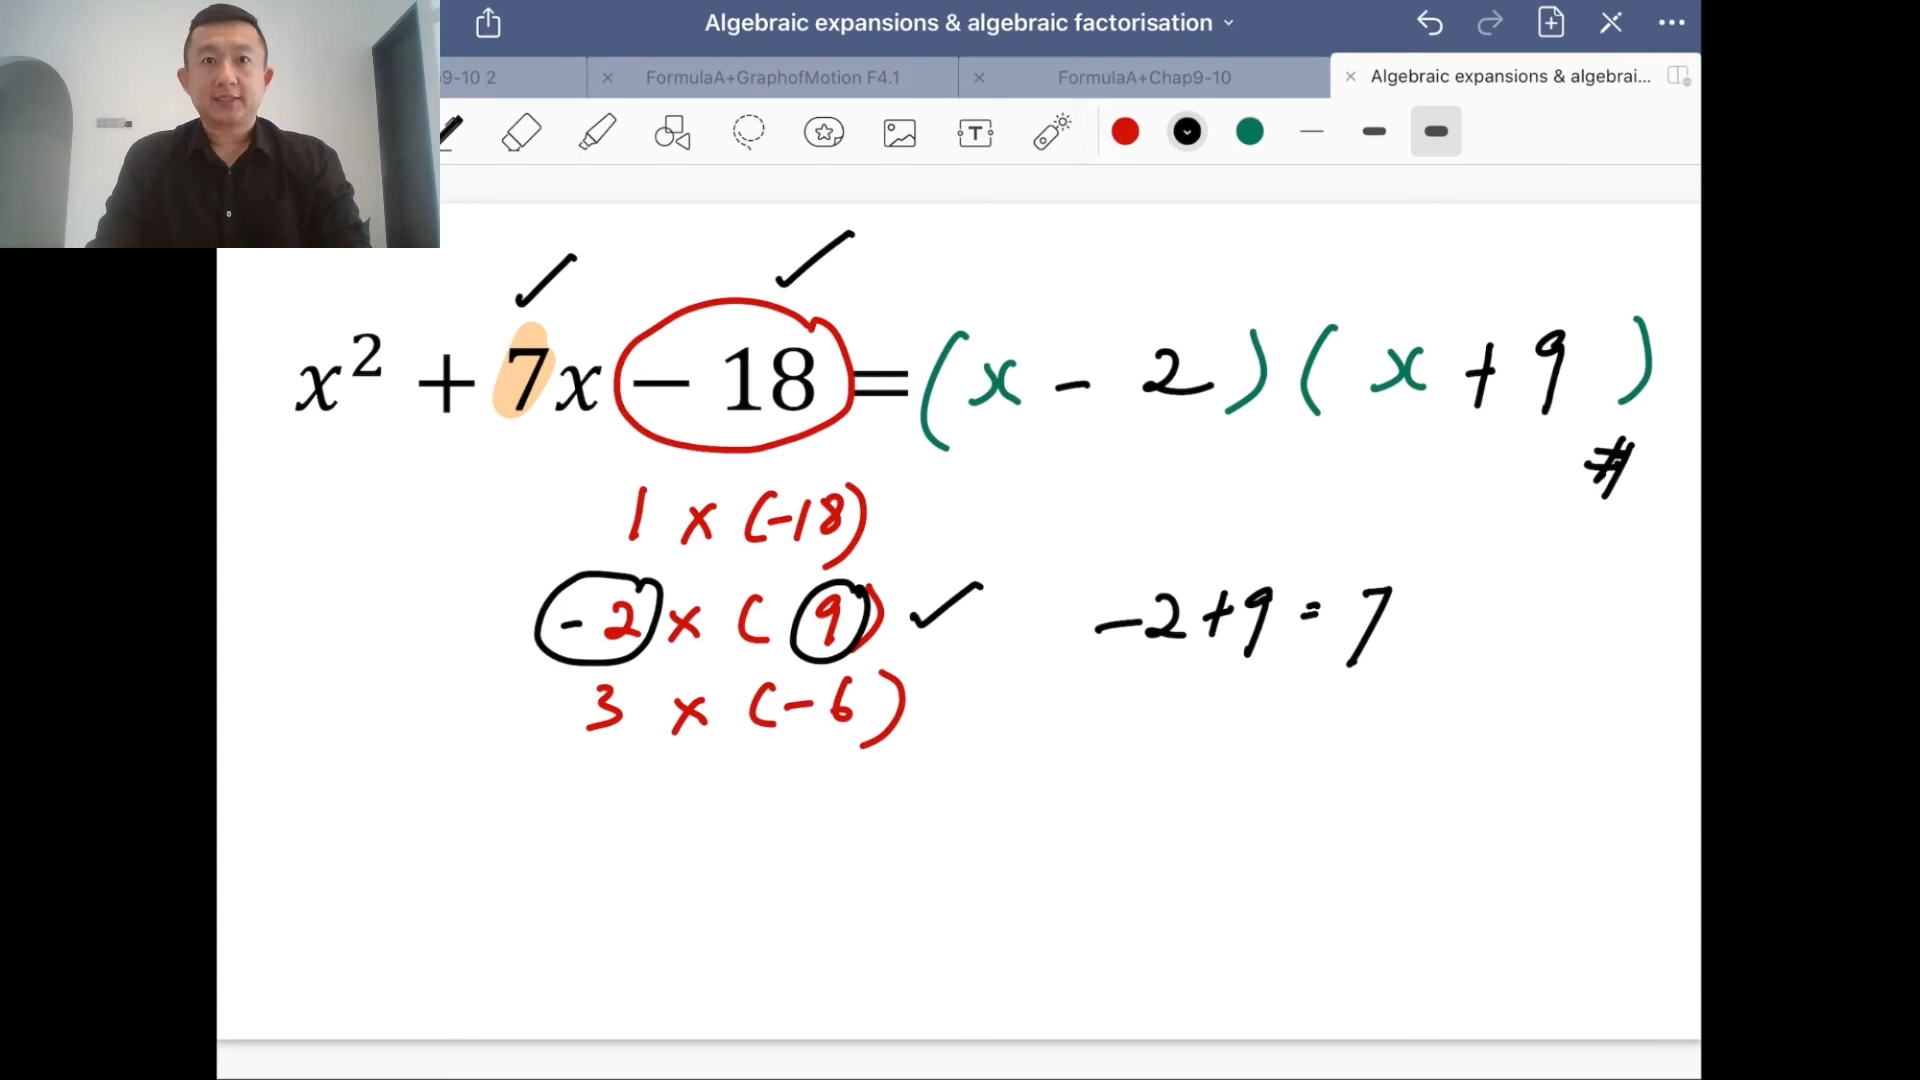 Algebraic expansions & algebraic factorisation
9-10 2
FormulaA+GraphofMotion F4.1
FormulaA+Chap9-10
Algebraic expansions & algebrai...
T
x² + 7x − 18 = (x - 2)(x + 9)
#
1 × (-18)
-2 × ( 9) ✓ -2+9 = 7
3 × (-6)